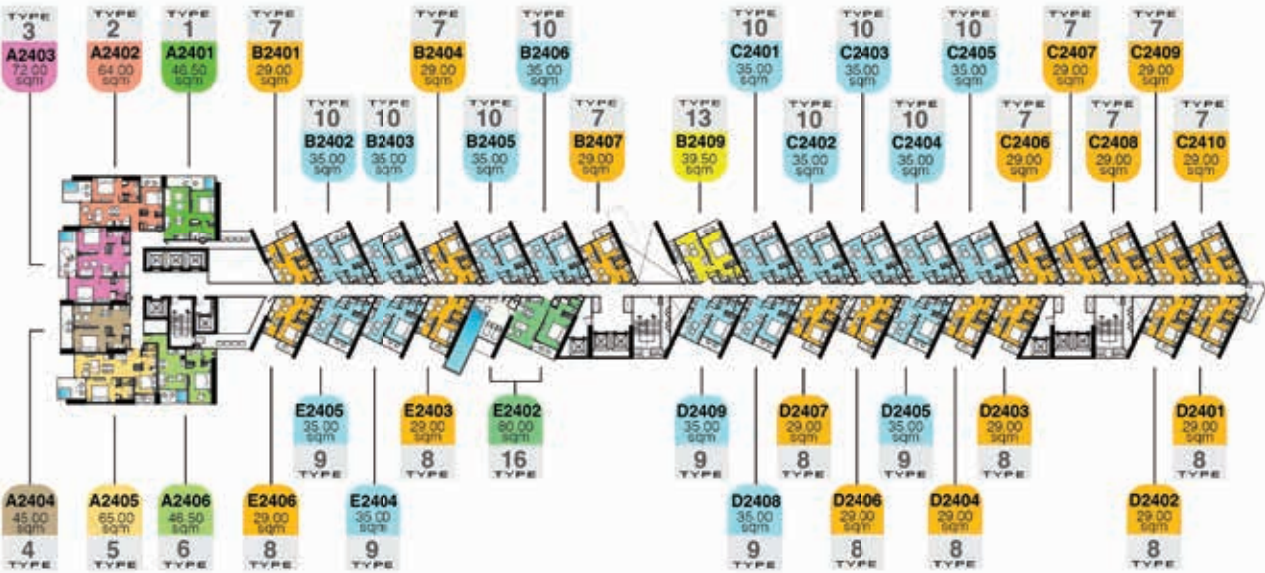 TYPE
3
A2403
72.00
sqm
TYPE
2
A2402
64.00
sqm
TYPE
1
A2401
46.50
sqm
TYPE
7
B2401
29.00
sqm
TYPE
7
B2404
29.00
sqm
TYPE
10
B2406
35.00
sqm
TYPE
10
C2401
35.00
sqm
TYPE
10
C2403
35.00
sqm
TYPE
10
C2405
35.00
sqm
TYPE
7
C2407
29.00
sqm
TYPE
7
C2409
29.00
sqm
TYPE
10
B2402
35.00
sqm
TYPE
10
B2403
35.00
sqm
TYPE
10
B2405
35.00
sqm
TYPE
7
B2407
29.00
sqm
TYPE
13
B2409
39.50
sqm
TYPE
10
C2402
35.00
sqm
TYPE
10
C2404
35.00
sqm
TYPE
7
C2406
29.00
sqm
TYPE
7
C2408
29.00
sqm
TYPE
7
C2410
29.00
sqm
E2405
35.00
sqm
9
TYPE
E2403
29.00
sqm
8
TYPE
E2402
80.00
sqm
16
TYPE
D2409
35.00
sqm
9
TYPE
D2407
29.00
sqm
8
TYPE
D2405
35.00
sqm
9
TYPE
D2403
29.00
sqm
8
TYPE
D2401
29.00
sqm
8
TYPE
A2404
45.00
sqm
4
TYPE
A2405
65.00
sqm
5
TYPE
A2406
46.50
sqm
6
TYPE
E2406
29.00
sqm
8
TYPE
E2404
35.00
sqm
9
TYPE
D2408
35.00
sqm
9
TYPE
D2406
29.00
sqm
8
TYPE
D2404
29.00
sqm
8
TYPE
D2402
29.00
sqm
8
TYPE